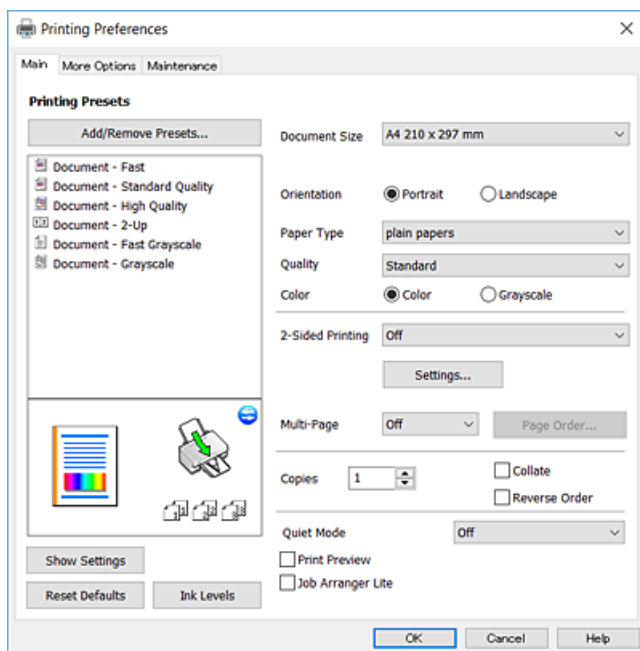 Printing Preferences
Main More Options Maintenance
Printing Presets
Add/Remove Presets...
Document - Fast
Document - Standard Quality
Document - High Quality
Document - 2-Up
Document - Fast Grayscale
Document - Grayscale
Show Settings
Reset Defaults Ink Levels
Document Size A4 210 x 297 mm
Orientation Portrait Landscape
Paper Type plain papers
Quality Standard
Color Color Grayscale
2-Sided Printing Off
Settings...
Multi-Page Off Page Order...
Copies 1 Collate
Reverse Order
Quiet Mode Off
Print Preview
Job Arranger Lite
OK Cancel Help